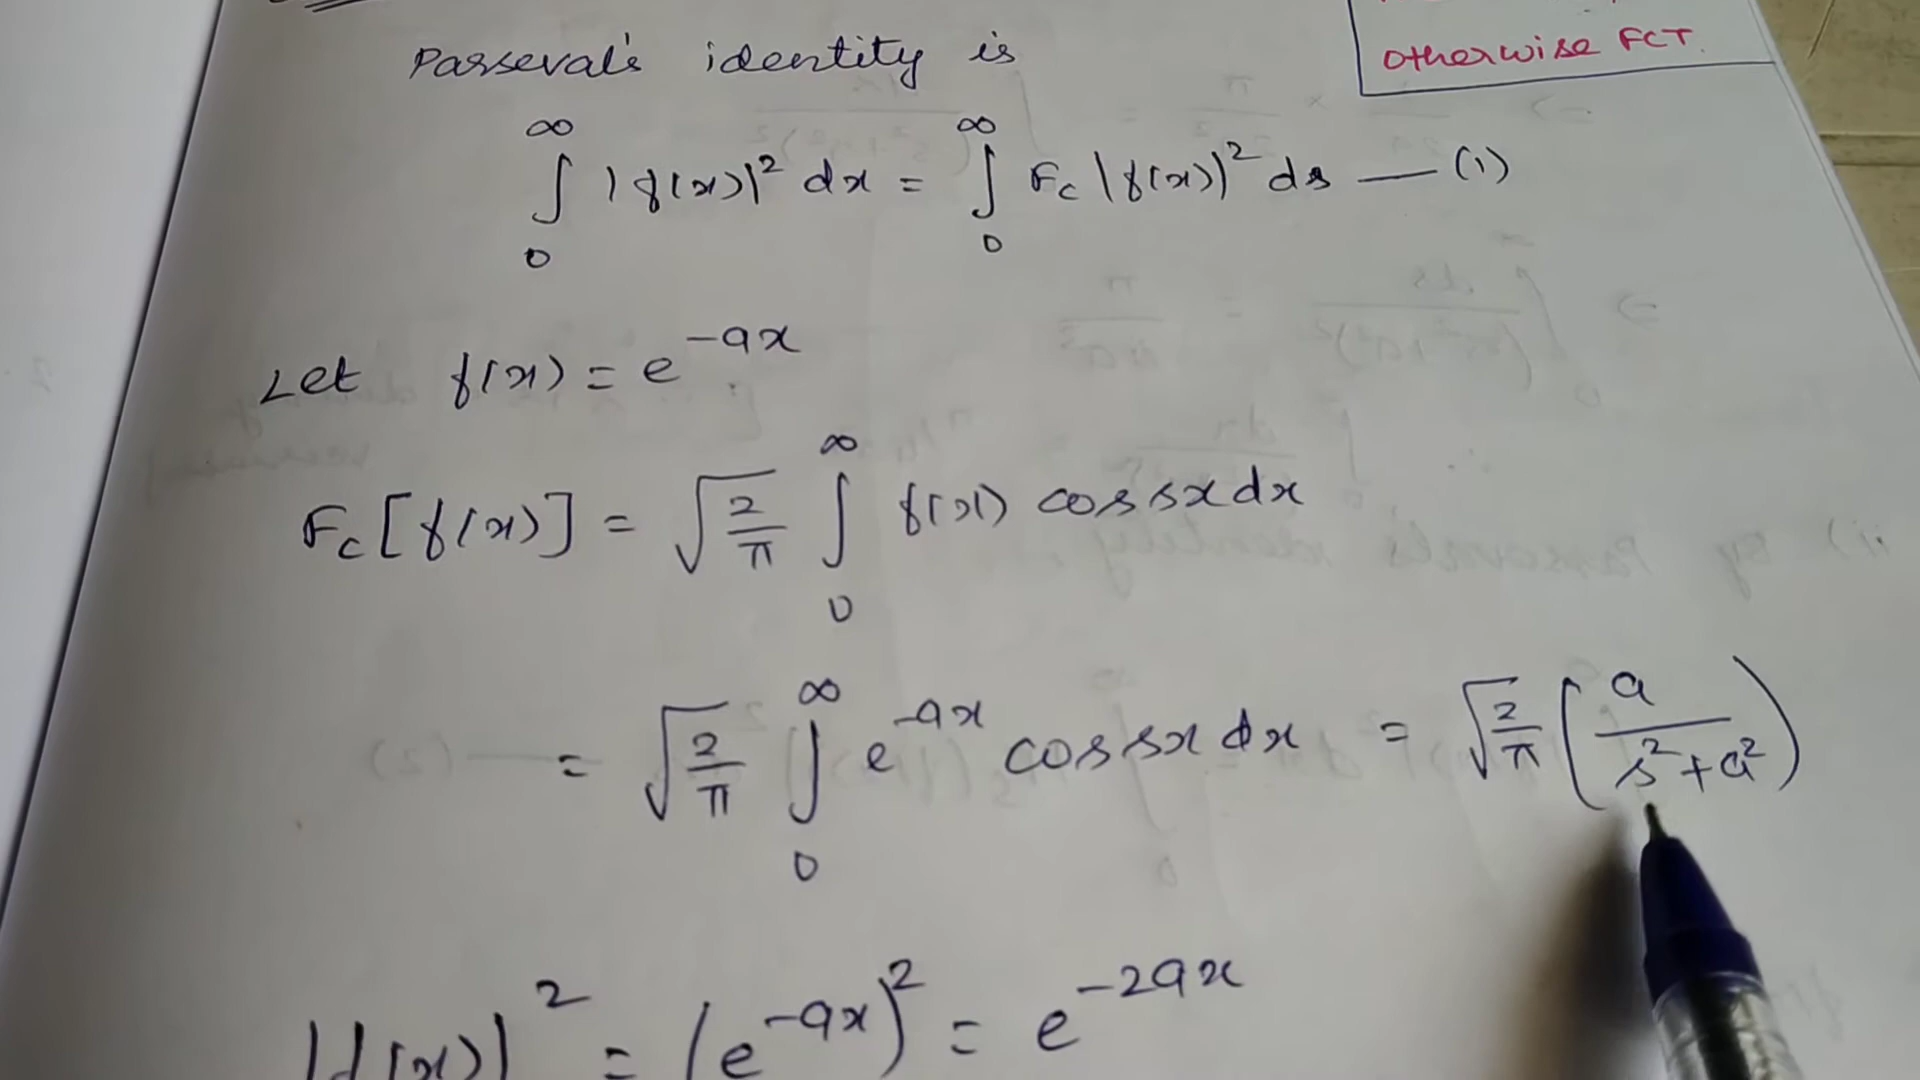 otherwise FCT.
Parseval's identity is
∞ ∫ 0 |f(x)|² dx = ∞ ∫ 0 Fc |f(x)|² ds — (1)
Let f(x) = e^{-ax}
Fc [f(x)] = √(2/π) ∞ ∫ 0 f(x) cos sx dx
= √(2/π) ∞ ∫ 0 e^{-ax} cos sx dx = √(2/π) (a / (s² + a²))
|f(x)|² = (e^{-ax})² = e^{-2ax}